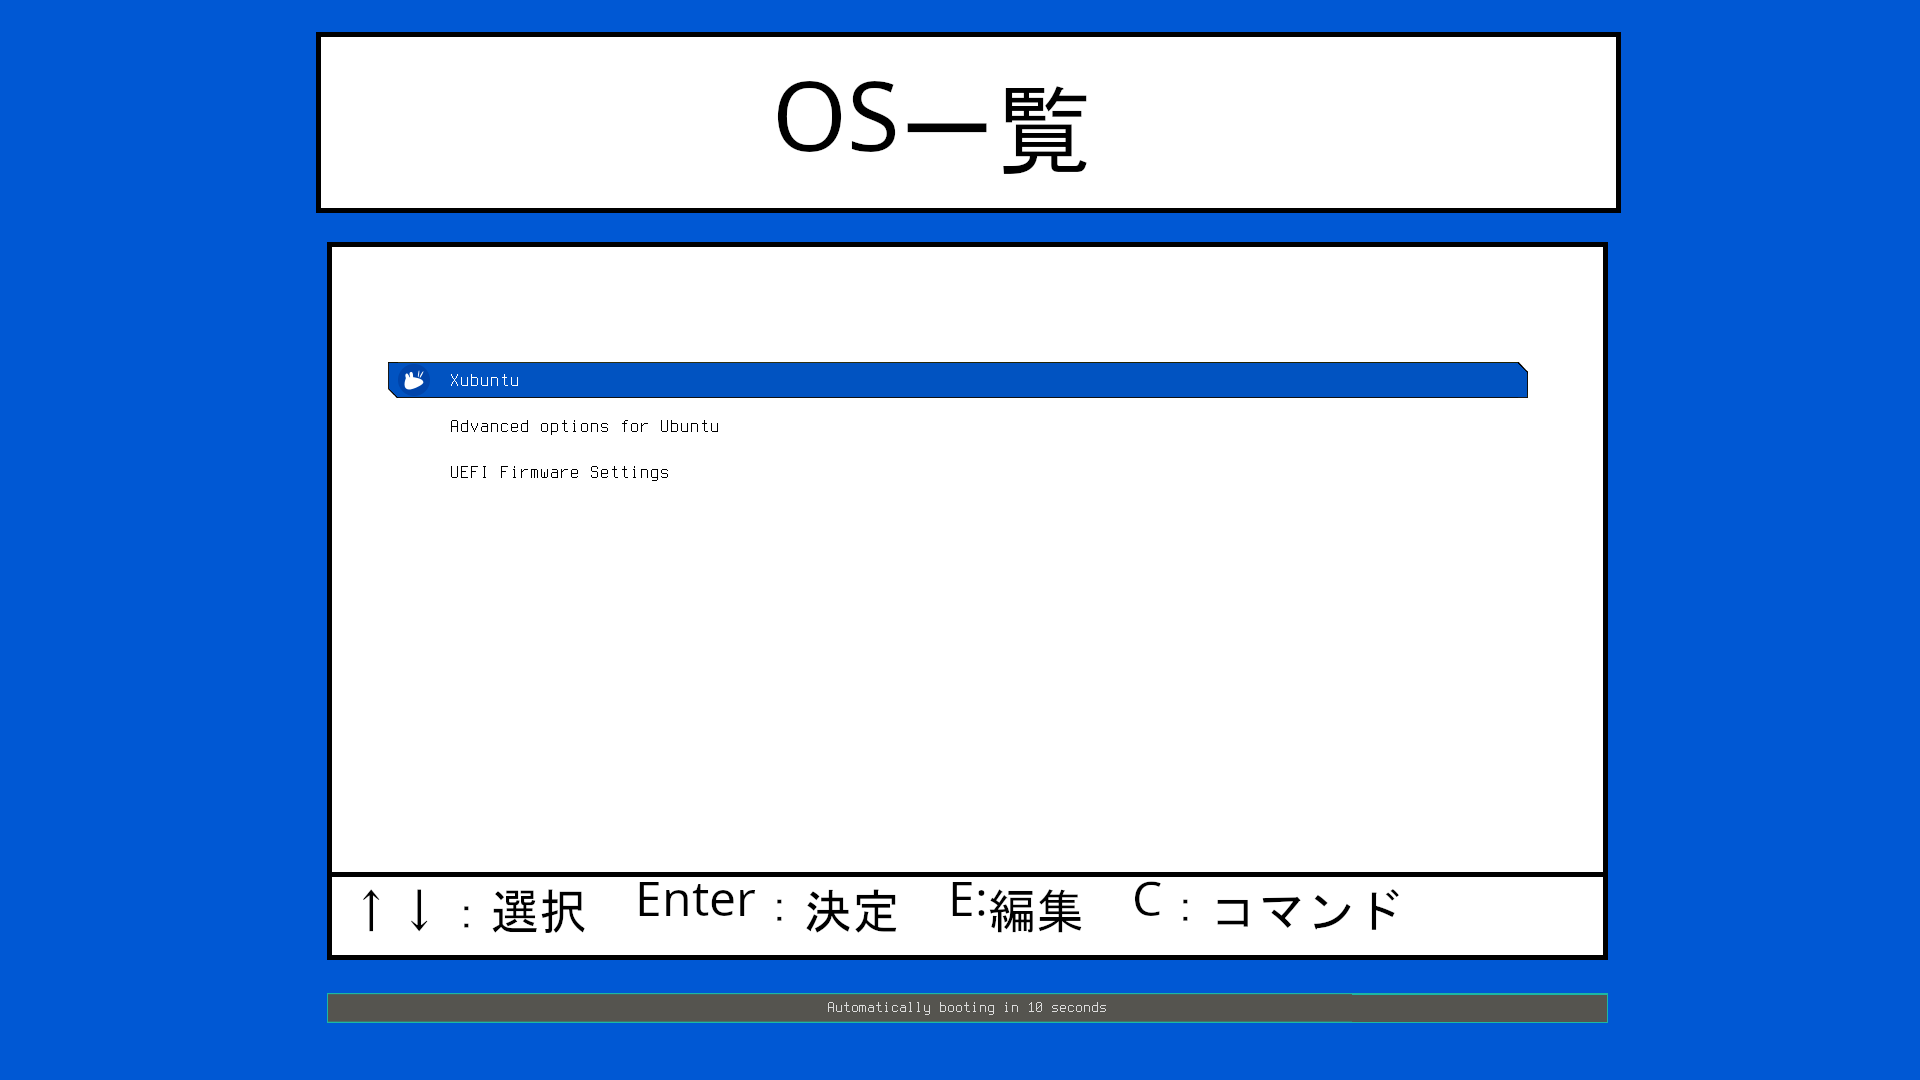 OS一覧
Xubuntu
Advanced options for Ubuntu
UEFI Firmware Settings
↑ ↓ : 選択 Enter : 決定 E:編集 C : コマンド
Automatically booting in 10 seconds